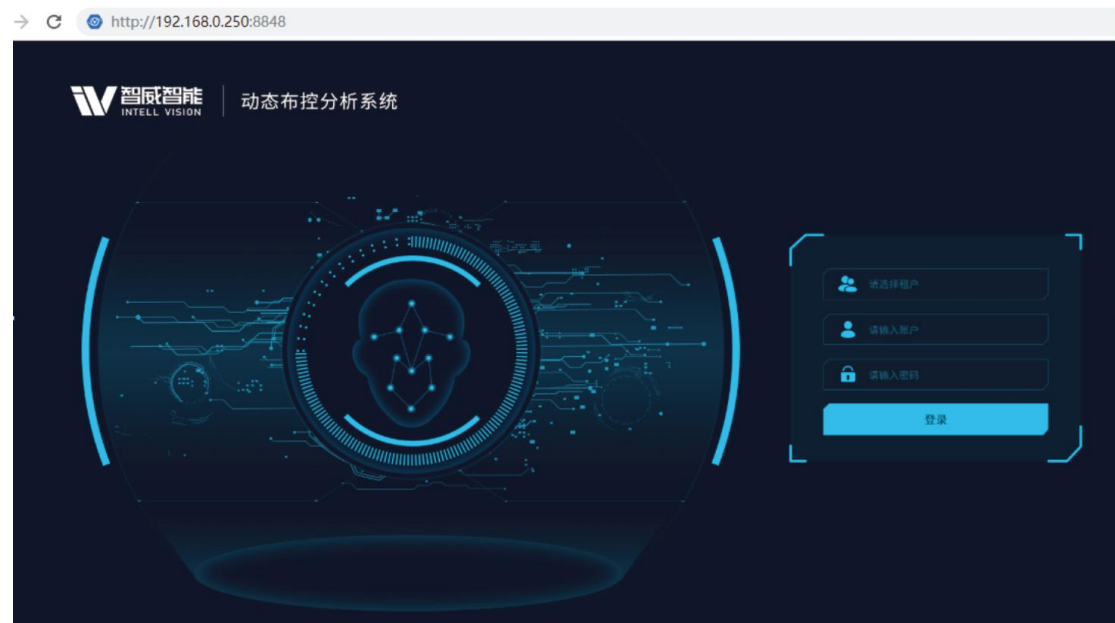 http://192.168.0.250:8848
智威智能
INTELL VISION
动态布控分析系统
请选择租户
请输入账户
请输入密码
登录